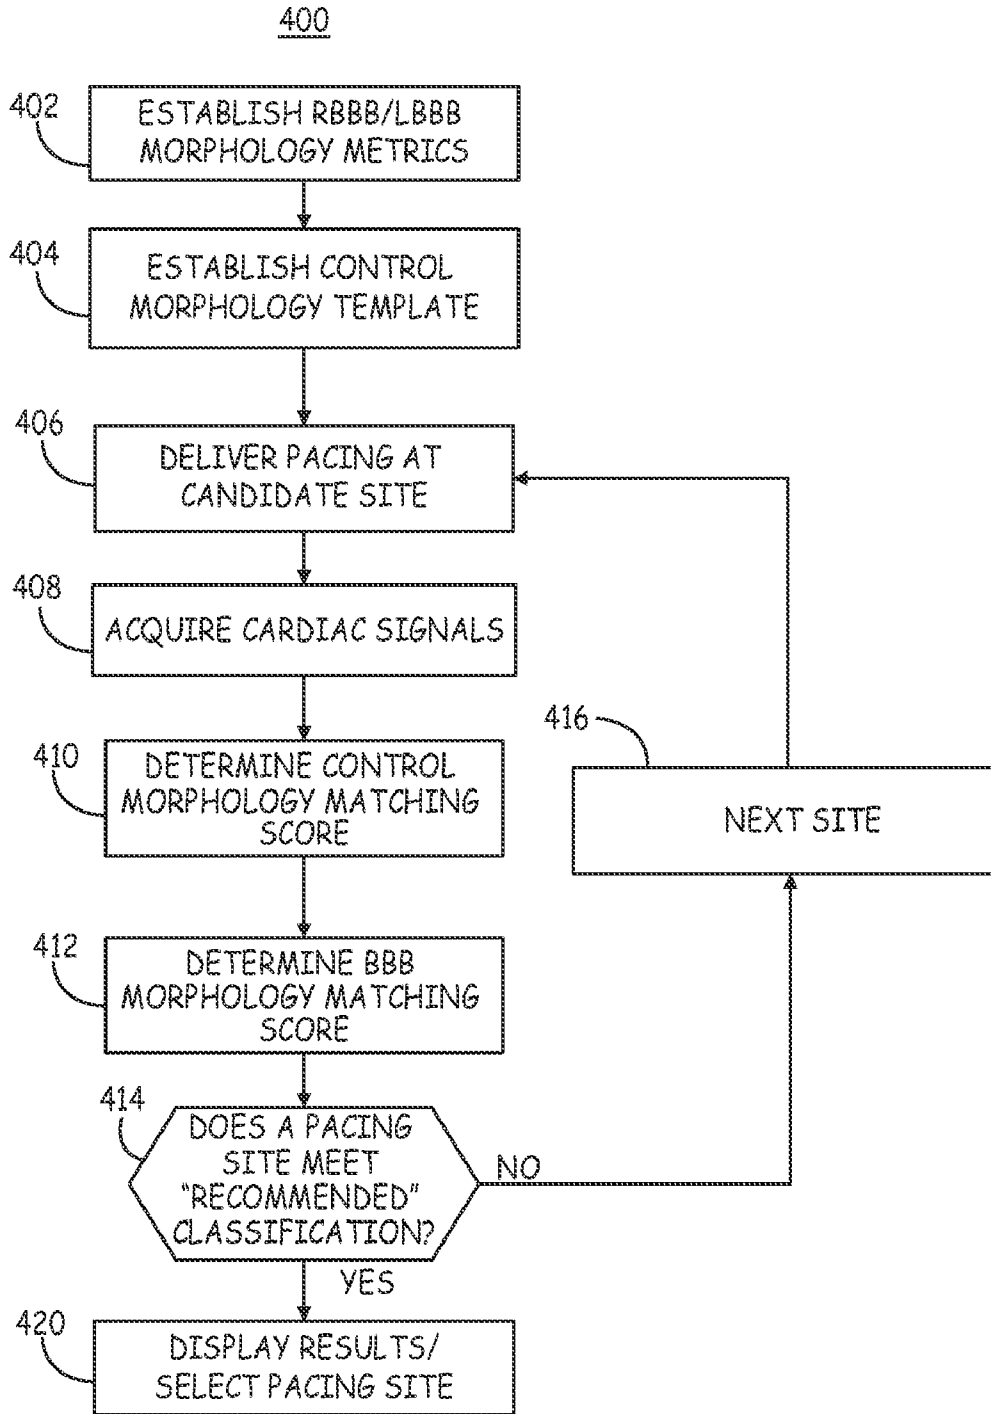 400
402
ESTABLISH RBBB/LBBB
MORPHOLOGY METRICS
404
ESTABLISH CONTROL
MORPHOLOGY TEMPLATE
406
DELIVER PACING AT
CANDIDATE SITE
408
ACQUIRE CARDIAC SIGNALS
410
DETERMINE CONTROL
MORPHOLOGY MATCHING
SCORE
416
NEXT SITE
412
DETERMINE BBB
MORPHOLOGY MATCHING
SCORE
414
DOES A PACING
SITE MEET
"RECOMMENDED"
CLASSIFICATION?
NO
YES
420
DISPLAY RESULTS/
SELECT PACING SITE